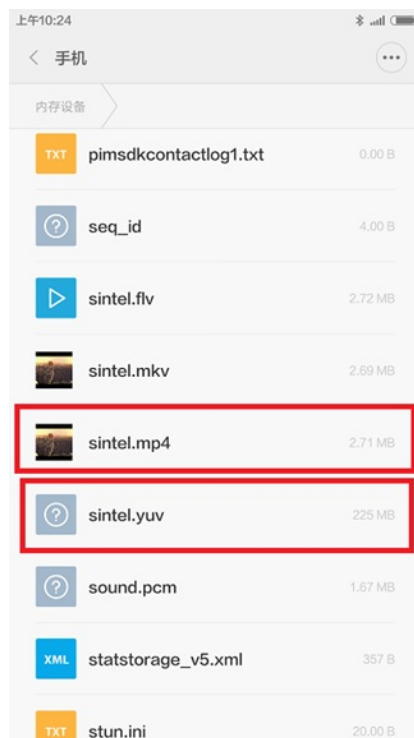 上午10:24
手机
内存设备
TXT pimsdkcontactlog1.txt 0.00 B
seq_id 4.00 B
sintel.flv 2.72 MB
sintel.mkv 2.69 MB
sintel.mp4 2.71 MB
sintel.yuv 225 MB
sound.pcm 1.67 MB
XML statstorage_v5.xml 357 B
TXT stun.ini 20.00 B